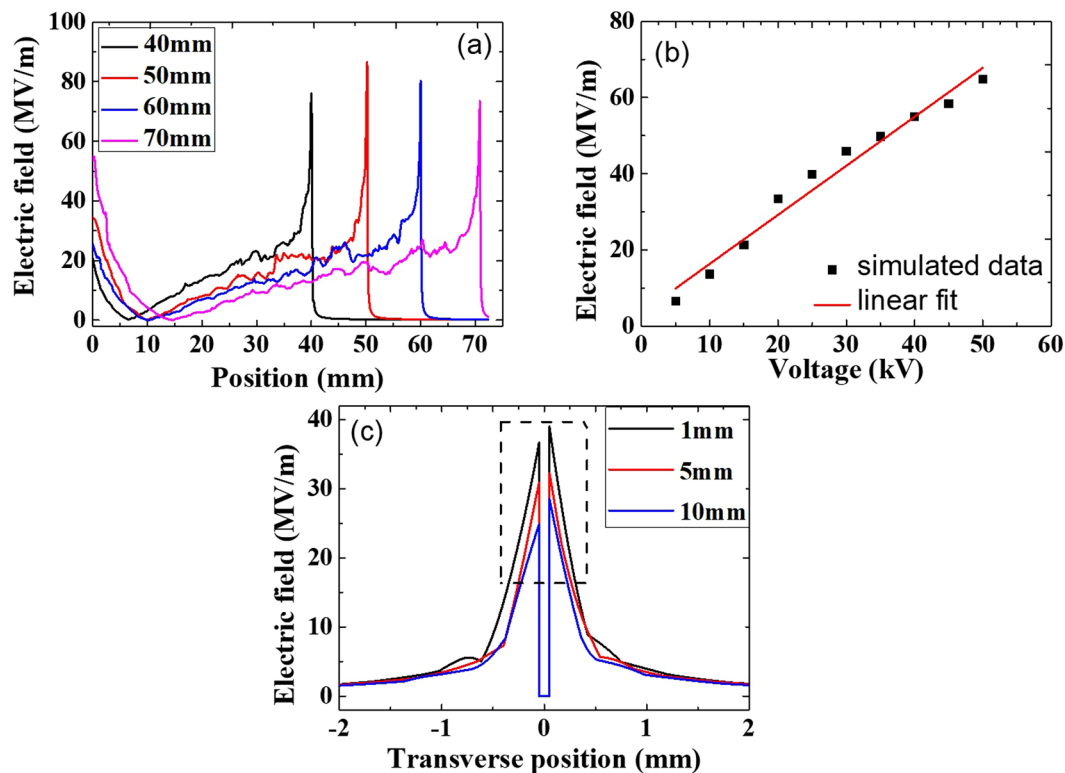 (a)
40mm
50mm
60mm
70mm
Electric field (MV/m)
100
80
60
40
20
0
0 10 20 30 40 50 60 70
Position (mm)
(b)
simulated data
linear fit
Electric field (MV/m)
80
60
40
20
0
0 10 20 30 40 50 60
Voltage (kV)
(c)
1mm
5mm
10mm
Electric field (MV/m)
40
30
20
10
0
-2 -1 0 1 2
Transverse position (mm)